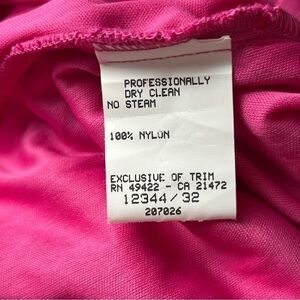 PROFESSIONALLY
DRY CLEAN
NO STEAM
100% NYLON
EXCLUSIVE OF TRIM
RN 49422 - CA 21472
12344/32
207026